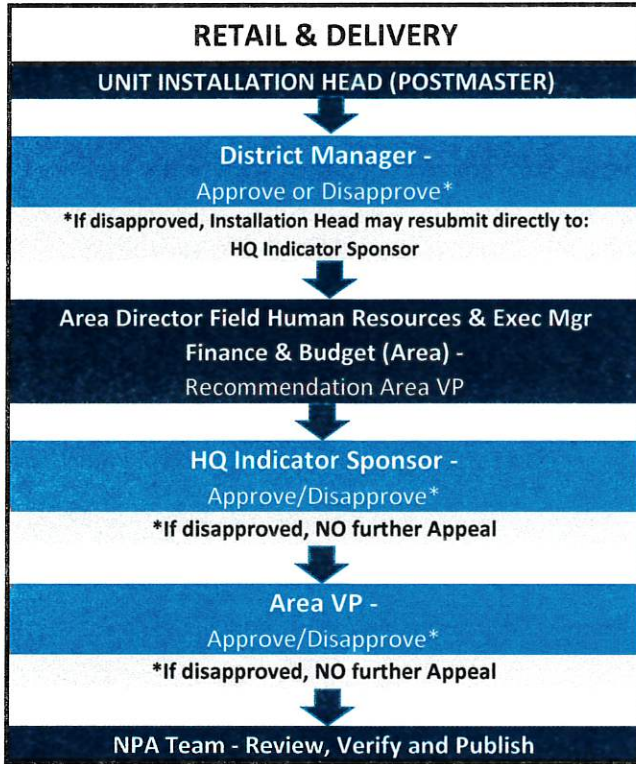 RETAIL & DELIVERY
UNIT INSTALLATION HEAD (POSTMASTER)
District Manager -
Approve or Disapprove*
*If disapproved, Installation Head may resubmit directly to:
HQ Indicator Sponsor
Area Director Field Human Resources & Exec Mgr
Finance & Budget (Area) -
Recommendation Area VP
HQ Indicator Sponsor -
Approve/Disapprove*
*If disapproved, NO further Appeal
Area VP -
Approve/Disapprove*
*If disapproved, NO further Appeal
NPA Team - Review, Verify and Publish